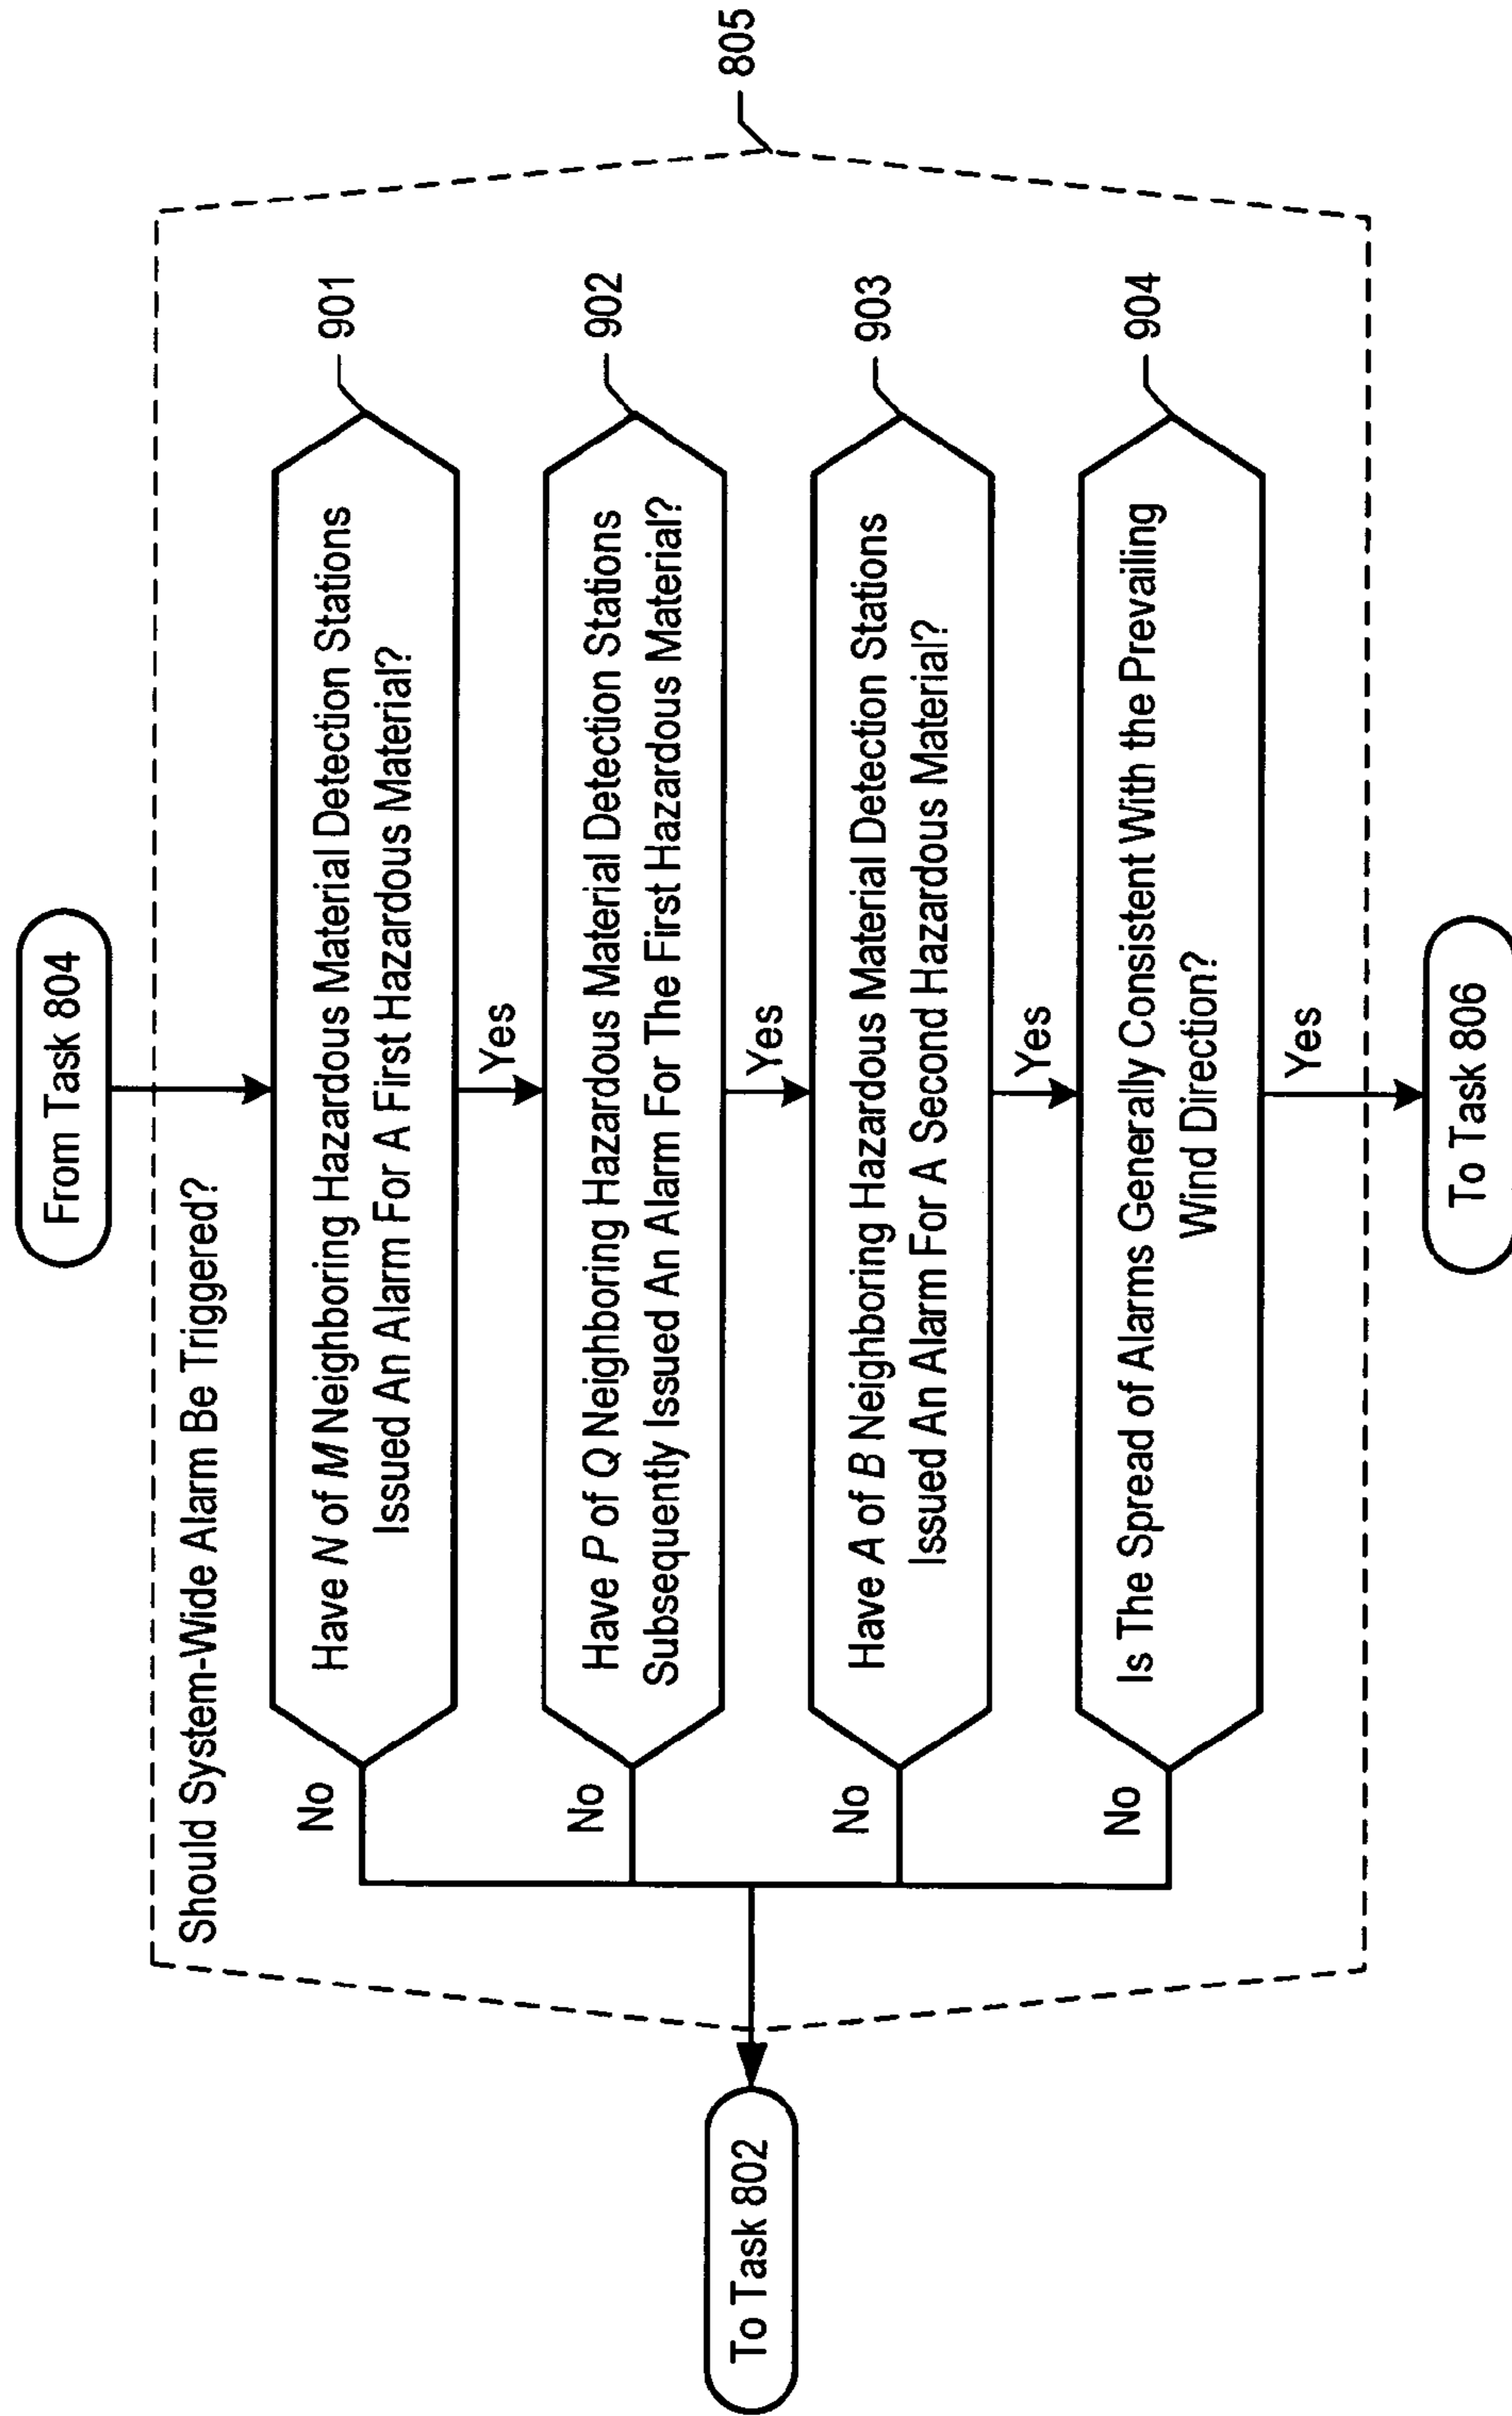 From Task 804
Should System-Wide Alarm Be Triggered?
805
Have N of M Neighboring Hazardous Material Detection Stations
Issued An Alarm For A First Hazardous Material?
901
No
Yes
Have P of Q Neighboring Hazardous Material Detection Stations
Subsequently Issued An Alarm For The First Hazardous Material?
902
No
Yes
Have A of B Neighboring Hazardous Material Detection Stations
Issued An Alarm For A Second Hazardous Material?
903
No
Yes
Is The Spread of Alarms Generally Consistent With the Prevailing
Wind Direction?
904
No
Yes
To Task 802
To Task 806